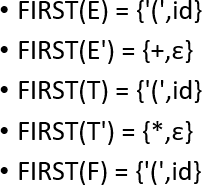 • FIRST(E) = {'(',id}
• FIRST(E') = {+,ε}
• FIRST(T) = {'(',id}
• FIRST(T') = {*,ε}
• FIRST(F) = {'(',id}